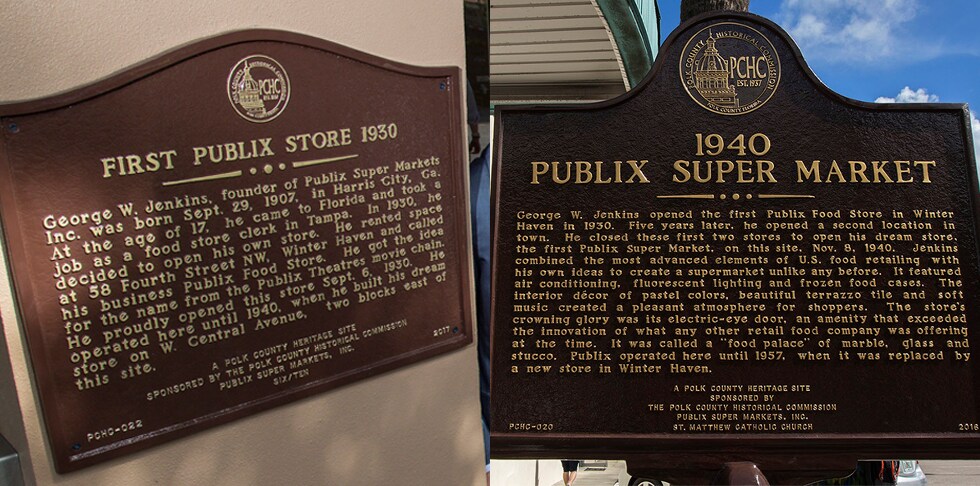 PCHC
FIRST PUBLIX STORE 1930
George W. Jenkins, founder of Publix Super Markets
Inc. was born Sept. 29, 1907, in Harris City, Ga.
At the age of 17, he came to Florida and took a
job as a food store clerk in Tampa. In 1930, he
decided to open his own store. He rented space
at 58 Fourth Street NW, Winter Haven and called
his business Publix Food Store. He got the idea
for the name from the Publix Theatres movie chain.
He proudly opened this store Sept. 6, 1930. He
operated here until 1940, when he built his dream
store on W. Central Avenue, two blocks east of
this site.
A POLK COUNTY HERITAGE SITE
SPONSORED BY THE POLK COUNTY HISTORICAL COMMISSION
PUBLIX SUPER MARKETS, INC.
SIX/TEN
PCHC-022
2017
POLK COUNTY HISTORICAL COMMISSION
PCHC
EST. 1937
POLK COUNTY FLORIDA
1940
PUBLIX SUPER MARKET
George W. Jenkins opened the first Publix Food Store in Winter
Haven in 1930. Five years later, he opened a second location in
town. He closed these first two stores to open his dream store,
the first Publix Super Market, on this site, Nov. 8, 1940. Jenkins
combined the most advanced elements of U.S. food retailing with
his own ideas to create a supermarket unlike any before. It featured
air conditioning, fluorescent lighting and frozen food cases. The
interior décor of pastel colors, beautiful terrazzo tile and soft
music created a pleasant atmosphere for shoppers. The store's
crowning glory was its electric-eye door, an amenity that exceeded
the innovation of what any other retail food company was offering
at the time. It was called a "food palace" of marble, glass and
stucco. Publix operated here until 1957, when it was replaced by
a new store in Winter Haven.
A POLK COUNTY HERITAGE SITE
SPONSORED BY
THE POLK COUNTY HISTORICAL COMMISSION
PUBLIX SUPER MARKETS, INC.
ST. MATTHEW CATHOLIC CHURCH
PCHC-020
2016